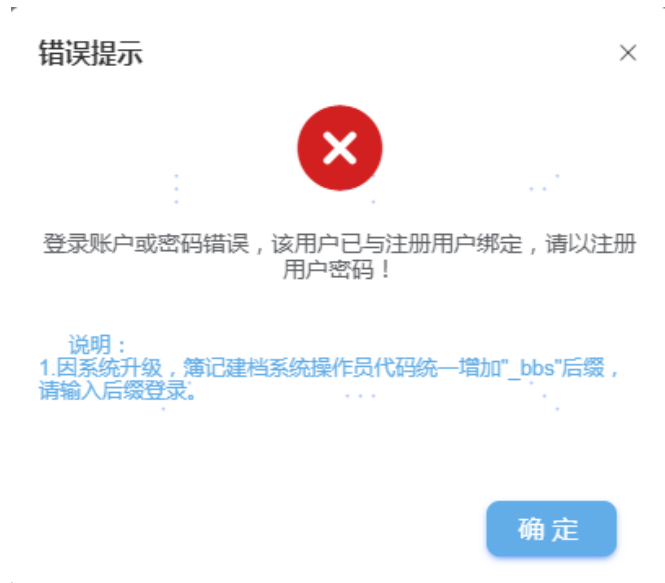 错误提示
登录账户或密码错误，该用户已与注册用户绑定，请以注册
用户密码！
说明：
1.因系统升级，簿记建档系统操作员代码统一增加"_bbs"后缀，
请输入后缀登录。
确 定